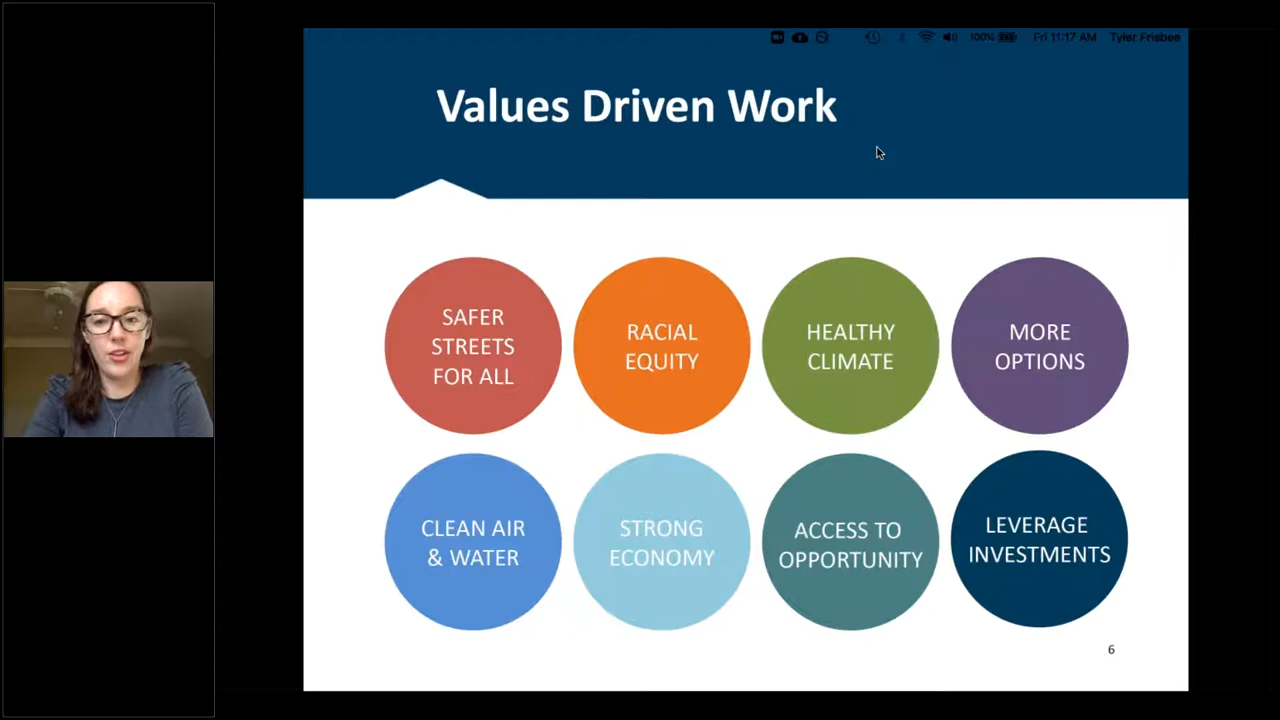 100% Fri 11:17 AM Tyler Frisbee
Values Driven Work
SAFER
STREETS
FOR ALL
RACIAL
EQUITY
HEALTHY
CLIMATE
MORE
OPTIONS
CLEAN AIR
& WATER
STRONG
ECONOMY
ACCESS TO
OPPORTUNITY
LEVERAGE
INVESTMENTS
6